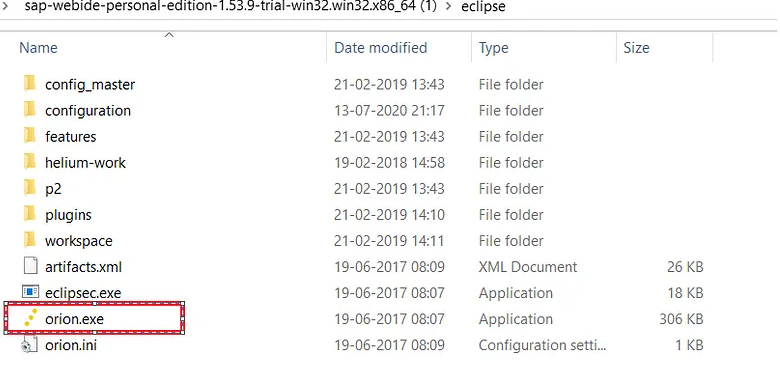 sap-webide-personal-edition-1.53.9-trial-win32.win32.x86_64 (1) > eclipse
Name Date modified Type Size
config_master 21-02-2019 13:43 File folder
configuration 13-07-2020 21:17 File folder
features 21-02-2019 13:43 File folder
helium-work 19-02-2018 14:58 File folder
p2 21-02-2019 13:43 File folder
plugins 21-02-2019 14:10 File folder
workspace 21-02-2019 14:11 File folder
artifacts.xml 19-06-2017 08:09 XML Document 26 KB
eclipsec.exe 19-06-2017 08:07 Application 18 KB
orion.exe 19-06-2017 08:07 Application 306 KB
orion.ini 19-06-2017 08:09 Configuration setti... 1 KB